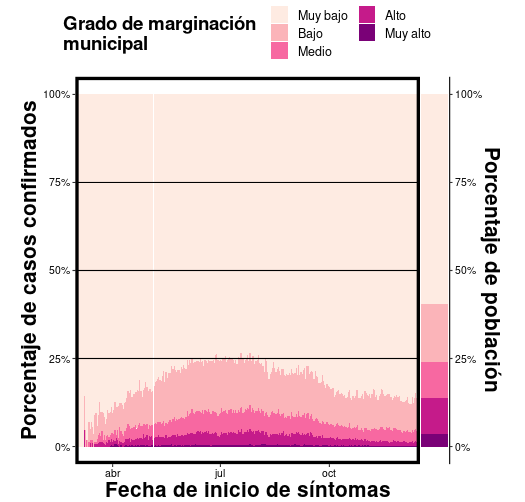 Grado de marginación
municipal
Muy bajo
Bajo
Medio
Alto
Muy alto
Porcentaje de casos confirmados
100%
75%
50%
25%
0%
100%
75%
50%
25%
0%
Porcentaje de población
abr
jul
oct
Fecha de inicio de síntomas